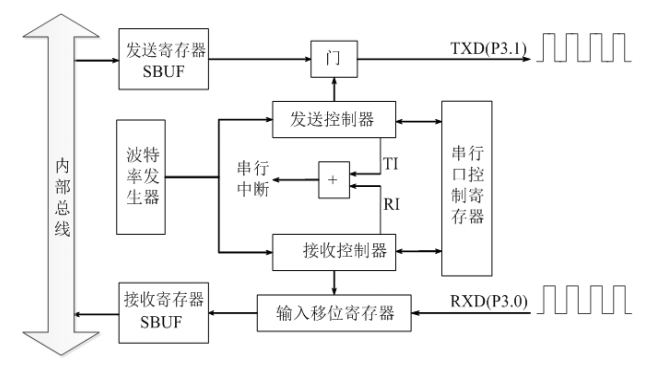 发送寄存器
SBUF
门
TXD(P3.1)
发送控制器
内部总线
波特
率发
生器
串行
中断
+
TI
RI
串行
口控
制寄
存器
接收控制器
接收寄存器
SBUF
输入移位寄存器
RXD(P3.0)